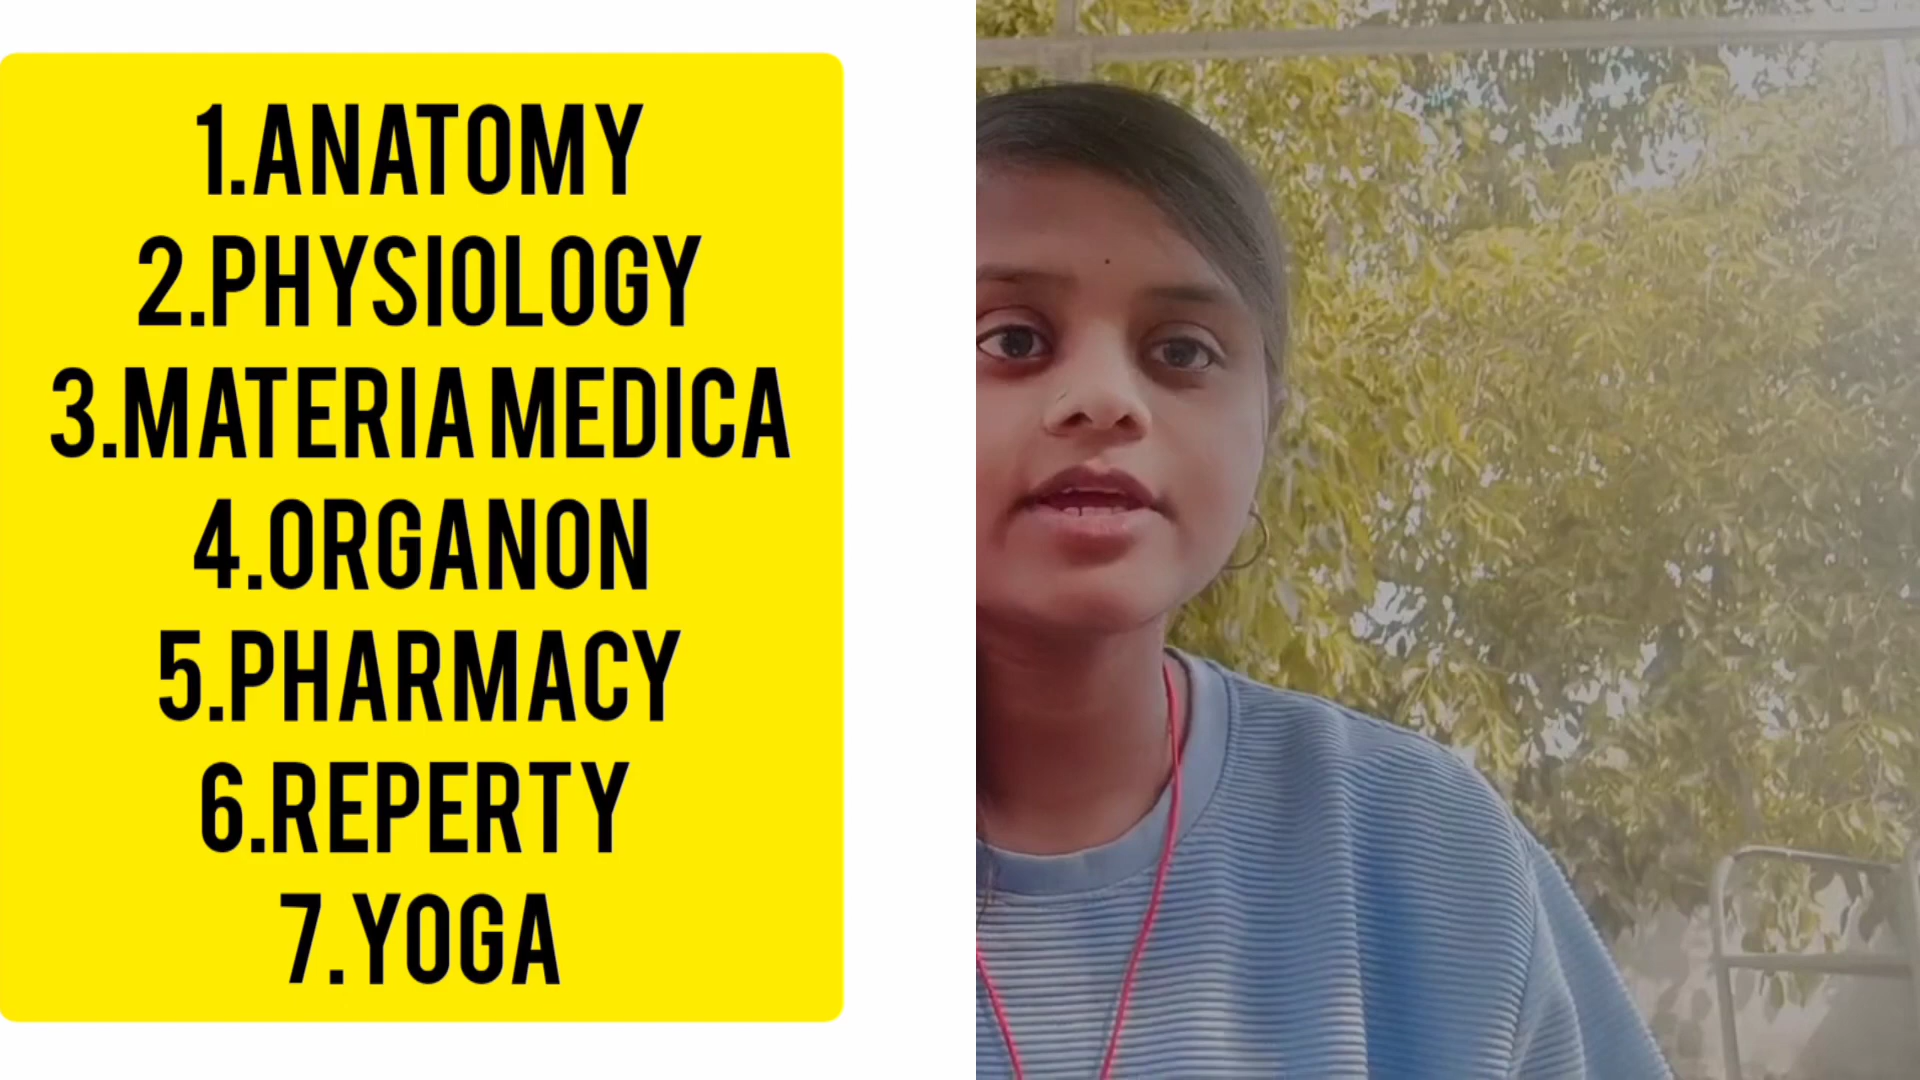 1.ANATOMY
2.PHYSIOLOGY
3.MATERIA MEDICA
4.ORGANON
5.PHARMACY
6.REPERTY
7.YOGA